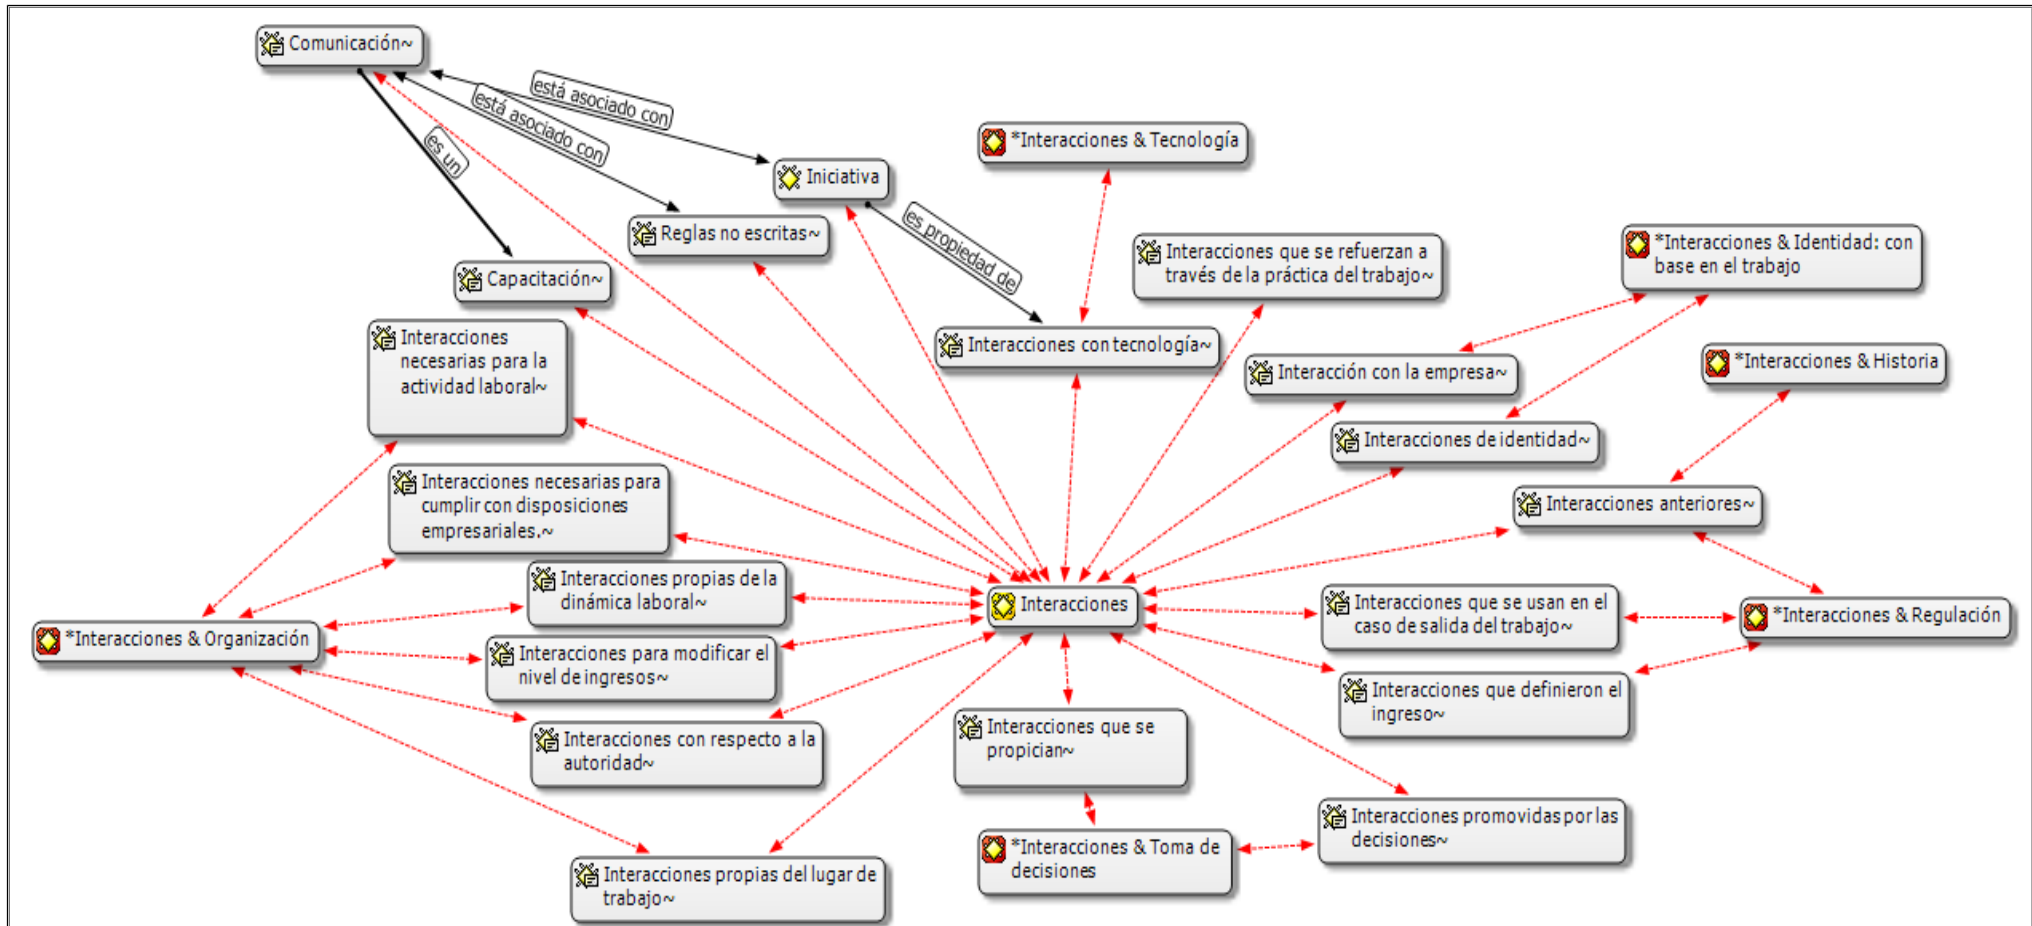 Comunicación~
está asociado con
está asociado con
es un
*Interacciones & Tecnología
Iniciativa
Reglas no escritas~
es propiedad de
Interacciones que se refuerzan a
través de la práctica del trabajo~
*Interacciones & Identidad: con
base en el trabajo
Capacitación~
Interacciones
necesarias para la
actividad laboral~
Interacciones con tecnología~
Interacción con la empresa~
*Interacciones & Historia
Interacciones de identidad~
Interacciones necesarias para
cumplir con disposiciones
empresariales.~
Interacciones anteriores~
Interacciones propias de la
dinámica laboral~
Interacciones
Interacciones que se usan en el
caso de salida del trabajo~
*Interacciones & Regulación
*Interacciones & Organización
Interacciones para modificar el
nivel de ingresos~
Interacciones que definieron el
ingreso~
Interacciones con respecto a la
autoridad~
Interacciones que se
propician~
Interacciones promovidas por las
decisiones~
*Interacciones & Toma de
decisiones
Interacciones propias del lugar de
trabajo~